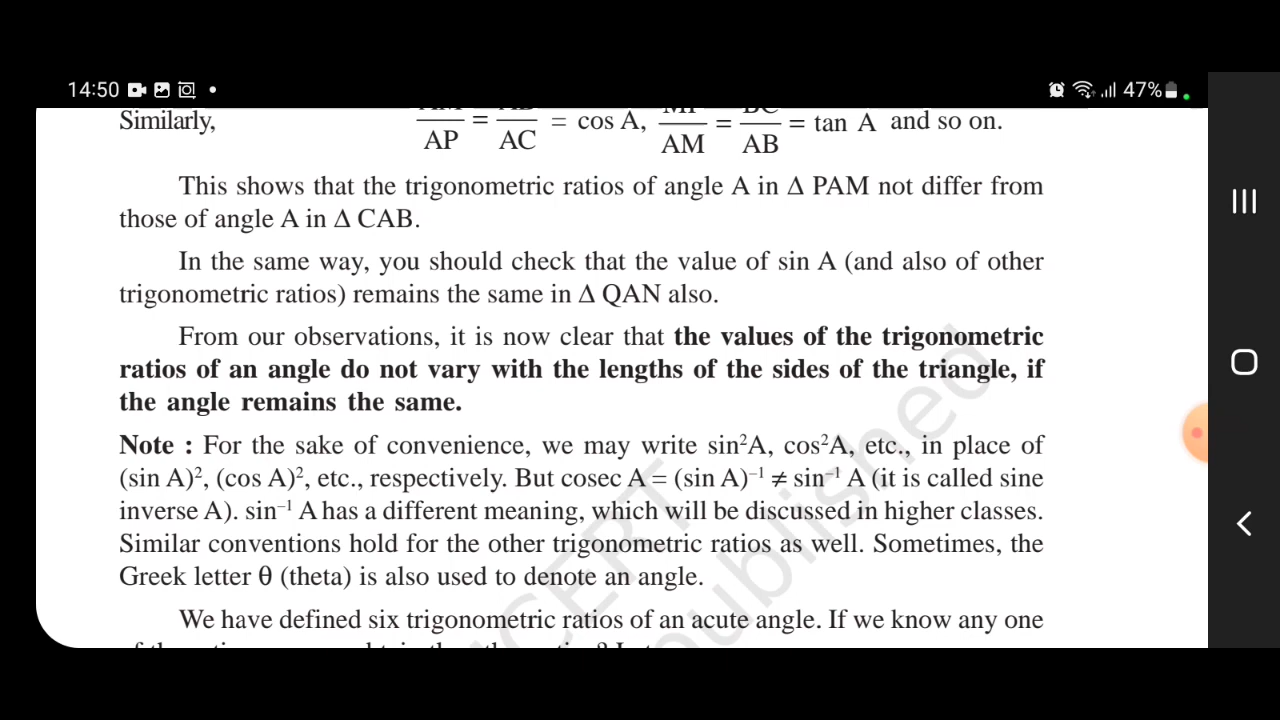 14:50 47%
Similarly, AP = AC = cos A, AM = AB = tan A and so on.
This shows that the trigonometric ratios of angle A in Δ PAM not differ from
those of angle A in Δ CAB.
In the same way, you should check that the value of sin A (and also of other
trigonometric ratios) remains the same in Δ QAN also.
From our observations, it is now clear that the values of the trigonometric
ratios of an angle do not vary with the lengths of the sides of the triangle, if
the angle remains the same.
Note : For the sake of convenience, we may write sin²A, cos²A, etc., in place of
(sin A)², (cos A)², etc., respectively. But cosec A = (sin A)⁻¹ ≠ sin⁻¹ A (it is called sine
inverse A). sin⁻¹ A has a different meaning, which will be discussed in higher classes.
Similar conventions hold for the other trigonometric ratios as well. Sometimes, the
Greek letter θ (theta) is also used to denote an angle.
We have defined six trigonometric ratios of an acute angle. If we know any one